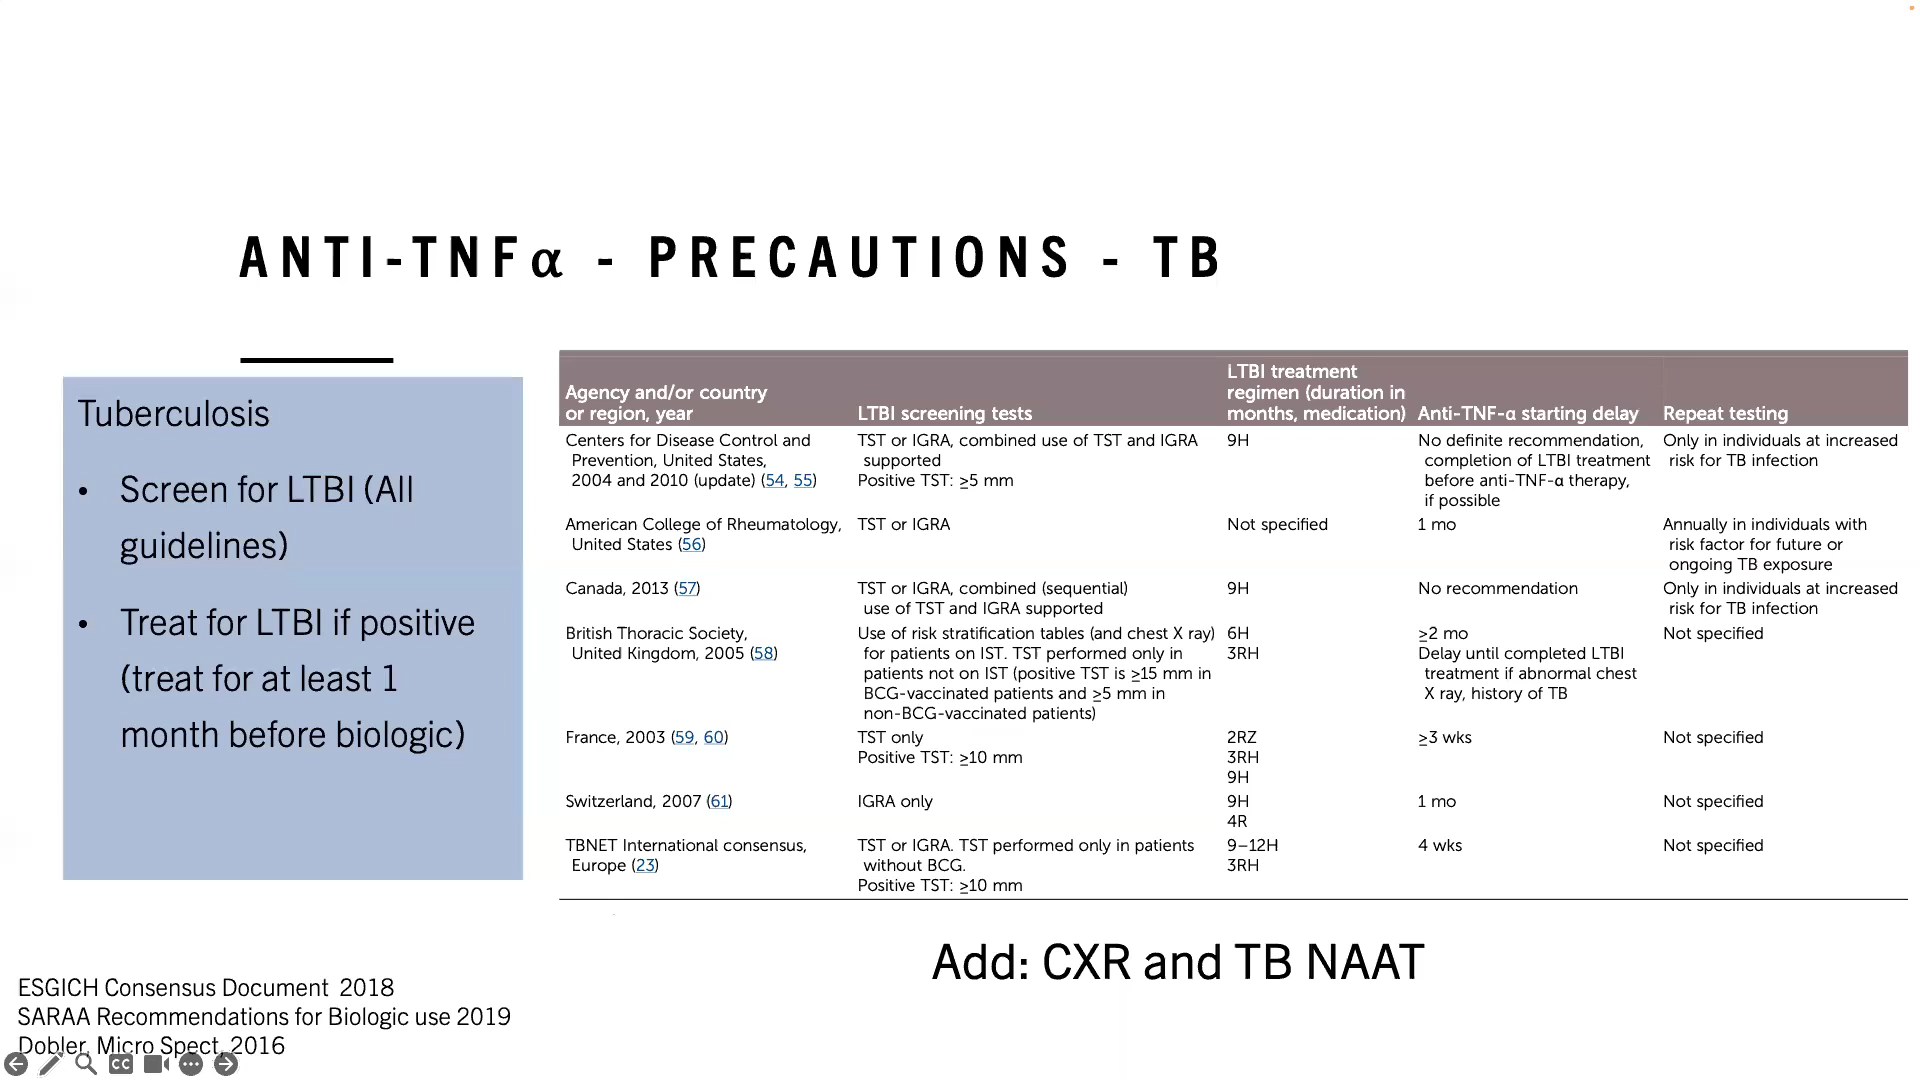 ANTI-TNFα - PRECAUTIONS - TB
Tuberculosis
• Screen for LTBI (All
guidelines)
• Treat for LTBI if positive
(treat for at least 1
month before biologic)
Agency and/or country
or region, year
LTBI screening tests
LTBI treatment
regimen (duration in
months, medication)
Anti-TNF-α starting delay
Repeat testing
Centers for Disease Control and
Prevention, United States,
2004 and 2010 (update) (54, 55)
TST or IGRA, combined use of TST and IGRA
supported
Positive TST: ≥5 mm
9H
No definite recommendation,
completion of LTBI treatment
before anti-TNF-α therapy,
if possible
Only in individuals at increased
risk for TB infection
American College of Rheumatology,
United States (56)
TST or IGRA
Not specified
1 mo
Annually in individuals with
risk factor for future or
ongoing TB exposure
Canada, 2013 (57)
TST or IGRA, combined (sequential)
use of TST and IGRA supported
9H
No recommendation
Only in individuals at increased
risk for TB infection
British Thoracic Society,
United Kingdom, 2005 (58)
Use of risk stratification tables (and chest X ray)
for patients on IST. TST performed only in
patients not on IST (positive TST is ≥15 mm in
BCG-vaccinated patients and ≥5 mm in
non-BCG-vaccinated patients)
6H
3RH
≥2 mo
Delay until completed LTBI
treatment if abnormal chest
X ray, history of TB
Not specified
France, 2003 (59, 60)
TST only
Positive TST: ≥10 mm
2RZ
3RH
9H
≥3 wks
Not specified
Switzerland, 2007 (61)
IGRA only
9H
4R
1 mo
Not specified
TBNET International consensus,
Europe (23)
TST or IGRA. TST performed only in patients
without BCG.
Positive TST: ≥10 mm
9–12H
3RH
4 wks
Not specified
Add: CXR and TB NAAT
ESGICH Consensus Document 2018
SARAA Recommendations for Biologic use 2019
Dobler, Micro Spect, 2016
CC